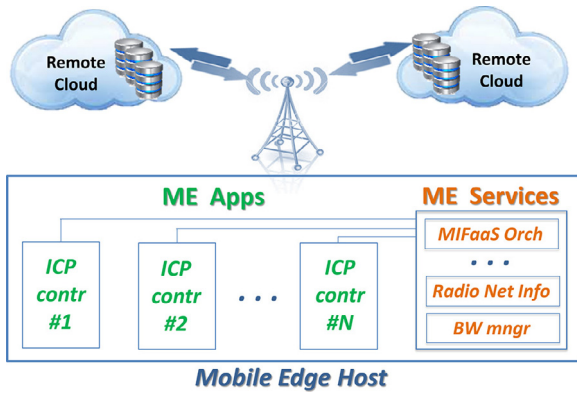 Remote
Cloud
Remote
Cloud
ME Apps
ME Services
ICP
contr
#1
ICP
contr
#2
. . .
ICP
contr
#N
MIFaaS Orch
. . .
Radio Net Info
BW mngr
Mobile Edge Host